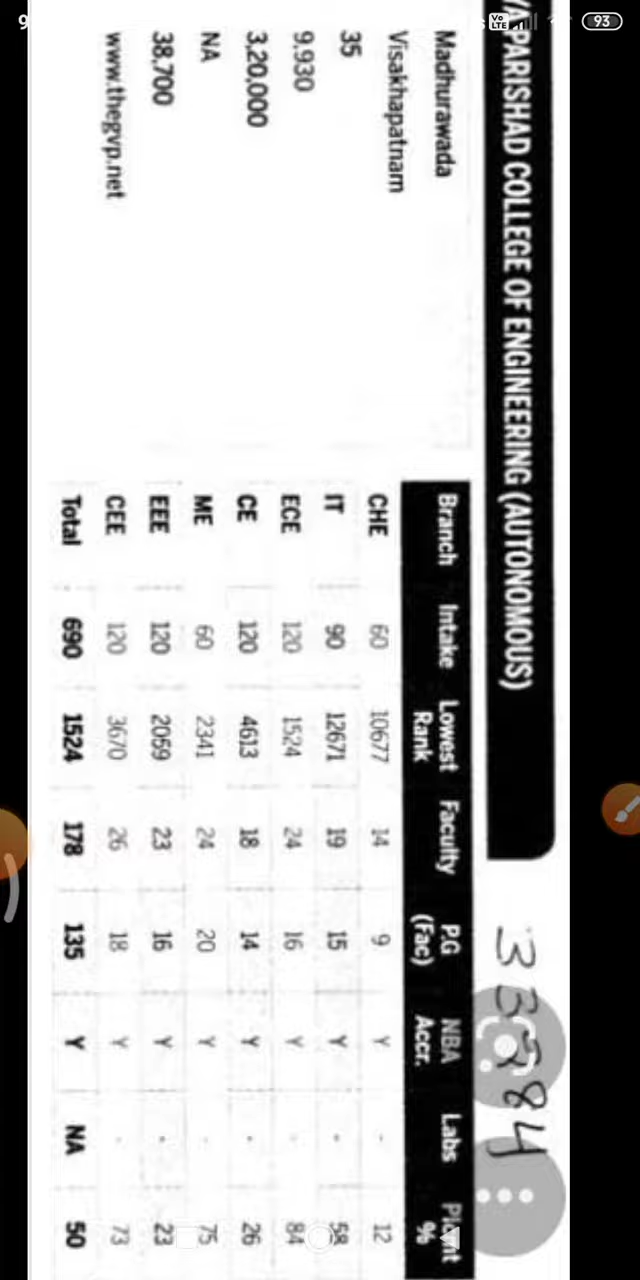 93
YAPARISHAD COLLEGE OF ENGINEERING (AUTONOMOUS)
33584
Madhurawada
Visakhapatnam
35
9,930
3,20,000
NA
38,700
www.thegvp.net
Branch Intake Lowest Rank Faculty P.G (Fac) NBA Accr. Labs %
CHE 60 10677 14 9 Y - 12
IT 90 12671 19 15 Y - 58
ECE 120 1524 24 16 Y - 84
CE 120 4613 18 14 Y - 26
ME 60 2341 24 20 Y - 75
EEE 120 2059 23 16 Y - 23
CEE 120 3670 26 18 Y - 73
Total 690 1524 178 135 Y NA 50